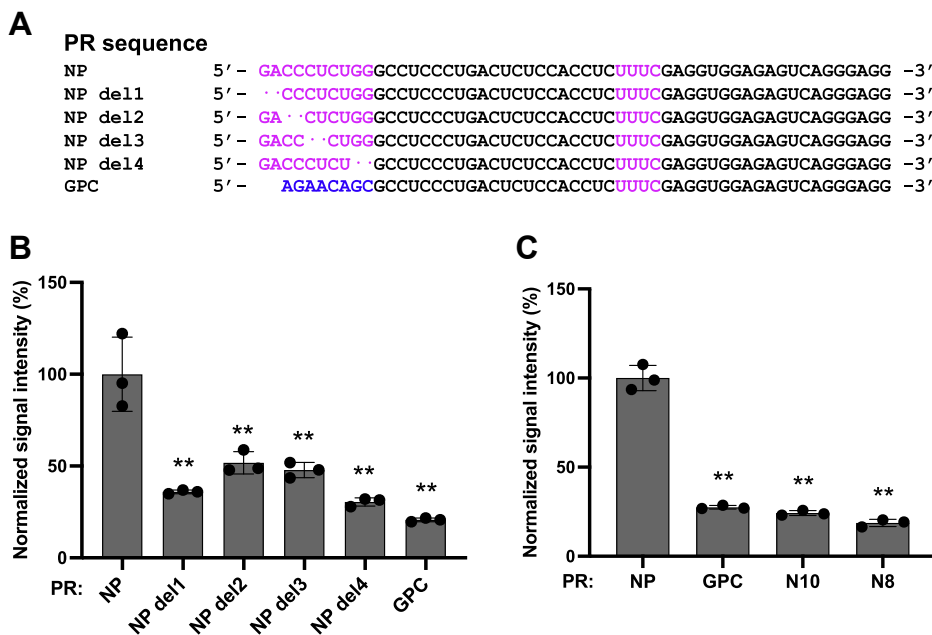 A
PR sequence
NP 5′– GACCCUCUGGGCCUCCCUGACUCUCCACCUCUUUCGAGGUGGAGAGUCAGGGAGG –3′
NP del1 5′– ··CCCUCUGGGCCUCCCUGACUCUCCACCUCUUUCGAGGUGGAGAGUCAGGGAGG –3′
NP del2 5′– GA··CUCUGGGCCUCCCUGACUCUCCACCUCUUUCGAGGUGGAGAGUCAGGGAGG –3′
NP del3 5′– GACC··CUGGGCCUCCCUGACUCUCCACCUCUUUCGAGGUGGAGAGUCAGGGAGG –3′
NP del4 5′– GACCCUCU··GCCUCCCUGACUCUCCACCUCUUUCGAGGUGGAGAGUCAGGGAGG –3′
GPC 5′– AGAACAGCGCCUCCCUGACUCUCCACCUCUUUCGAGGUGGAGAGUCAGGGAGG –3′
B
Normalized signal intensity (%)
150
100
50
0
** ** ** ** **
PR: NP NP del1 NP del2 NP del3 NP del4 GPC
C
Normalized signal intensity (%)
150
100
50
0
** ** **
PR: NP GPC N10 N8